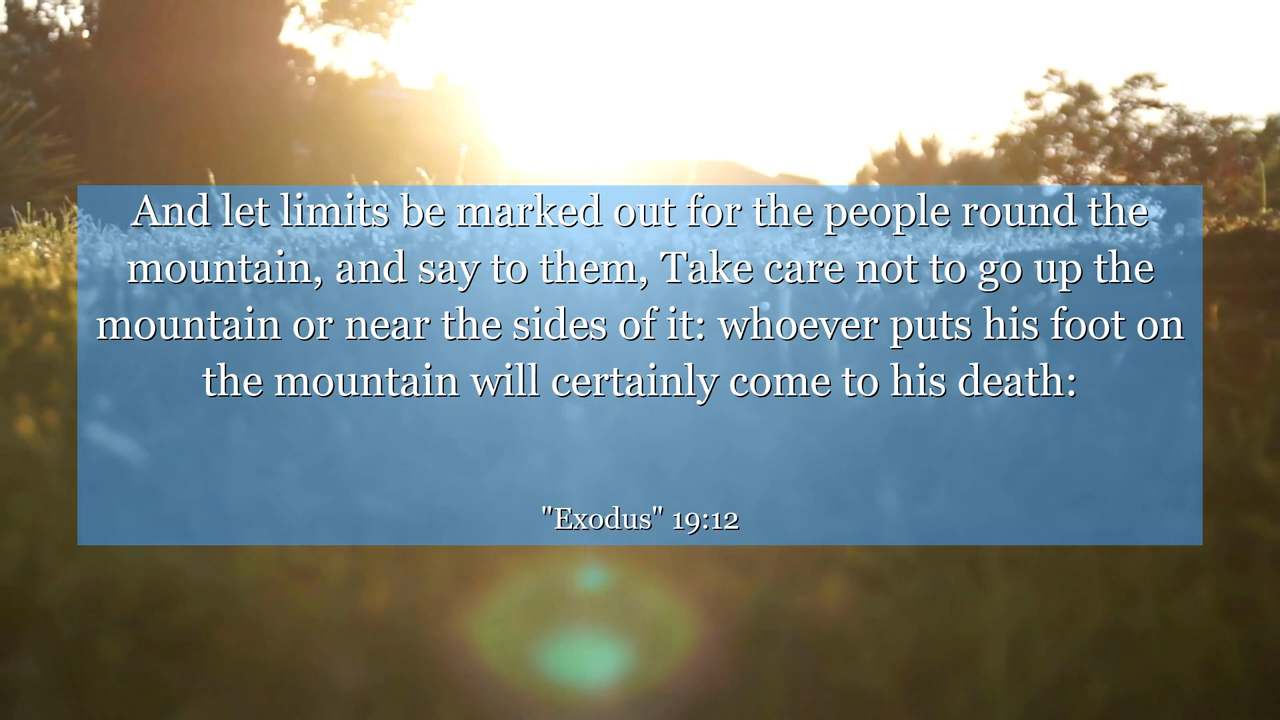 And let limits be marked out for the people round the
mountain, and say to them, Take care not to go up the
mountain or near the sides of it: whoever puts his foot on
the mountain will certainly come to his death:
"Exodus" 19:12